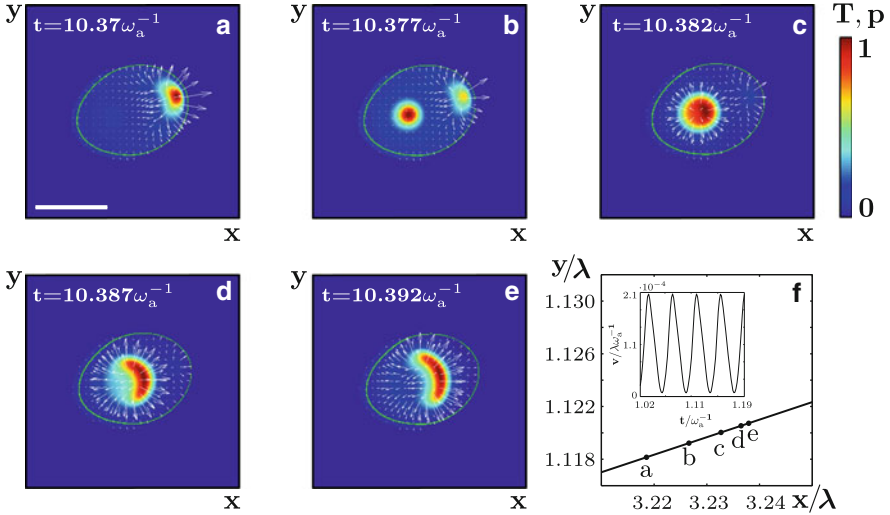 y
t=10.37ω_a^{-1} a
x
y
t=10.377ω_a^{-1} b
x
y
t=10.382ω_a^{-1} c
x
T, p
1
0
y
t=10.387ω_a^{-1} d
x
y
t=10.392ω_a^{-1} e
x
y/λ
f
1.130
1.126
1.120
1.118
3.22 3.23 3.24 x/λ
a b c d e
·10^{-4}
2.1
1.1
0
v/λω_a^{-1}
1.02 1.11 1.19
t/ω_a^{-1}